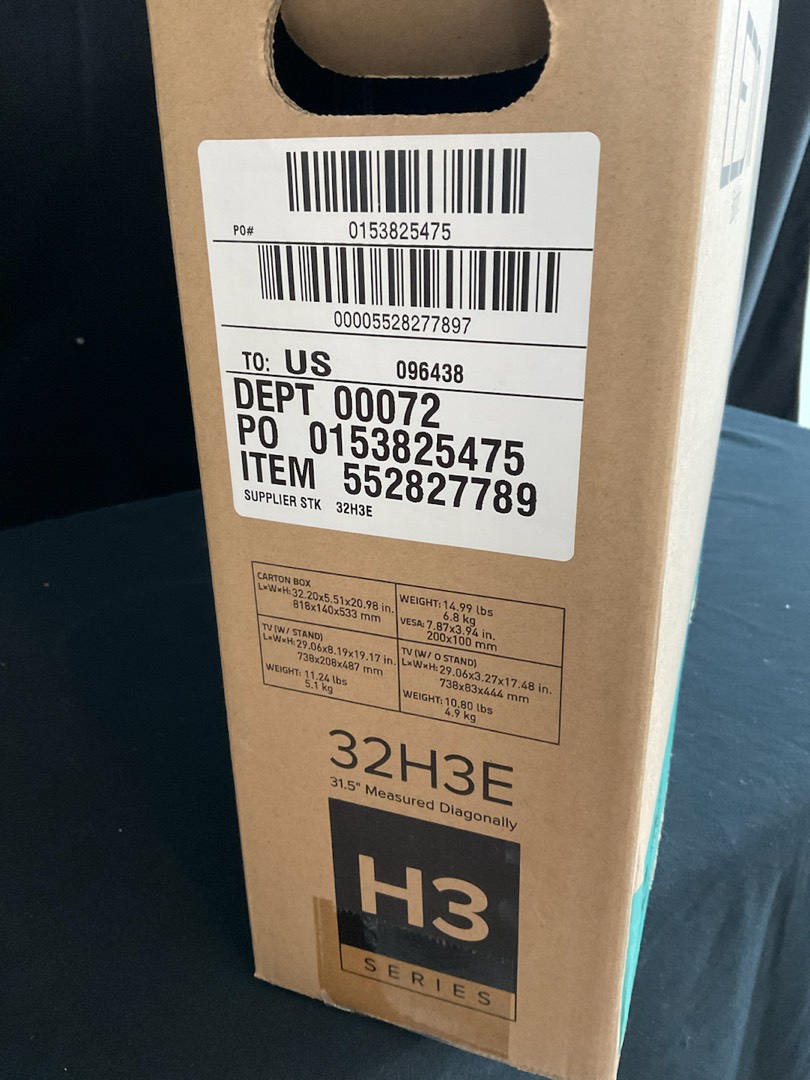 PO# 0153825475
00005528277897
TO: US 096438
DEPT 00072
PO 0153825475
ITEM 552827789
SUPPLIER STK 32H3E
CARTON BOX
L×W×H: 32.20x5.51x20.98 in.
818x140x533 mm
WEIGHT: 14.99 lbs
6.8 kg
VESA: 7.87x3.94 in.
200x100 mm
TV (W/ STAND)
L×W×H: 29.06x8.19x19.17 in.
738x208x487 mm
WEIGHT: 11.24 lbs
5.1 kg
TV (W/ O STAND)
L×W×H: 29.06x3.27x17.48 in.
738x83x444 mm
WEIGHT: 10.80 lbs
4.9 kg
32H3E
31.5" Measured Diagonally
H3
SERIES